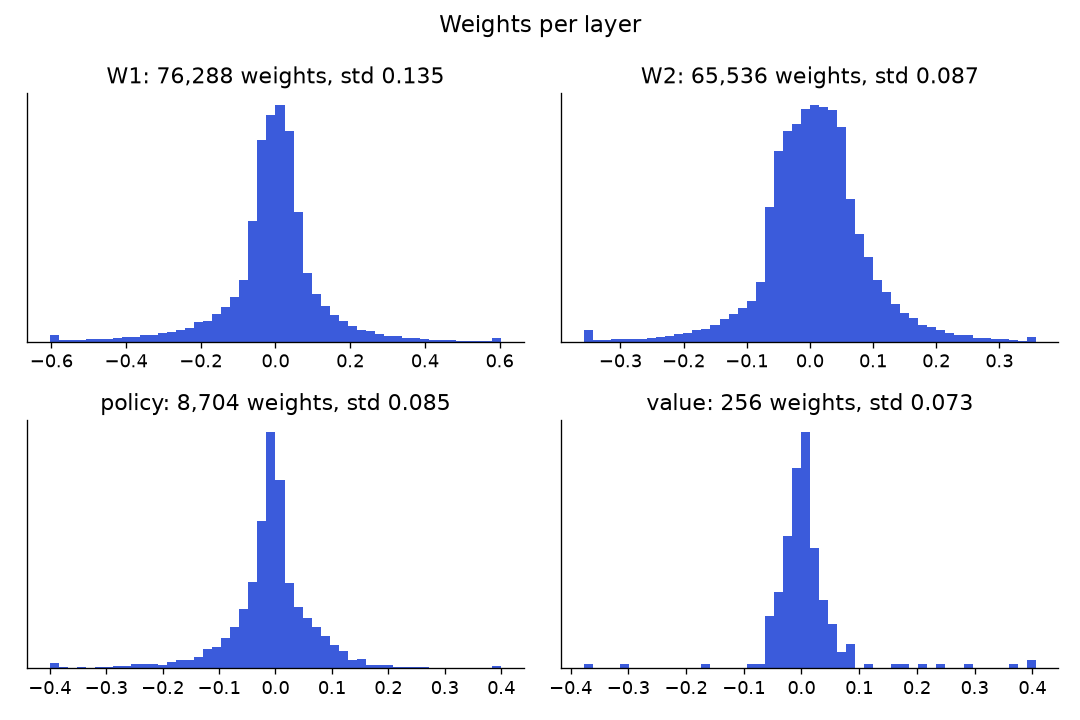 Weights per layer
W1: 76,288 weights, std 0.135
W2: 65,536 weights, std 0.087
−0.6 −0.4 −0.2 0.0 0.2 0.4 0.6
−0.3 −0.2 −0.1 0.0 0.1 0.2 0.3
policy: 8,704 weights, std 0.085
value: 256 weights, std 0.073
−0.4 −0.3 −0.2 −0.1 0.0 0.1 0.2 0.3 0.4
−0.4 −0.3 −0.2 −0.1 0.0 0.1 0.2 0.3 0.4